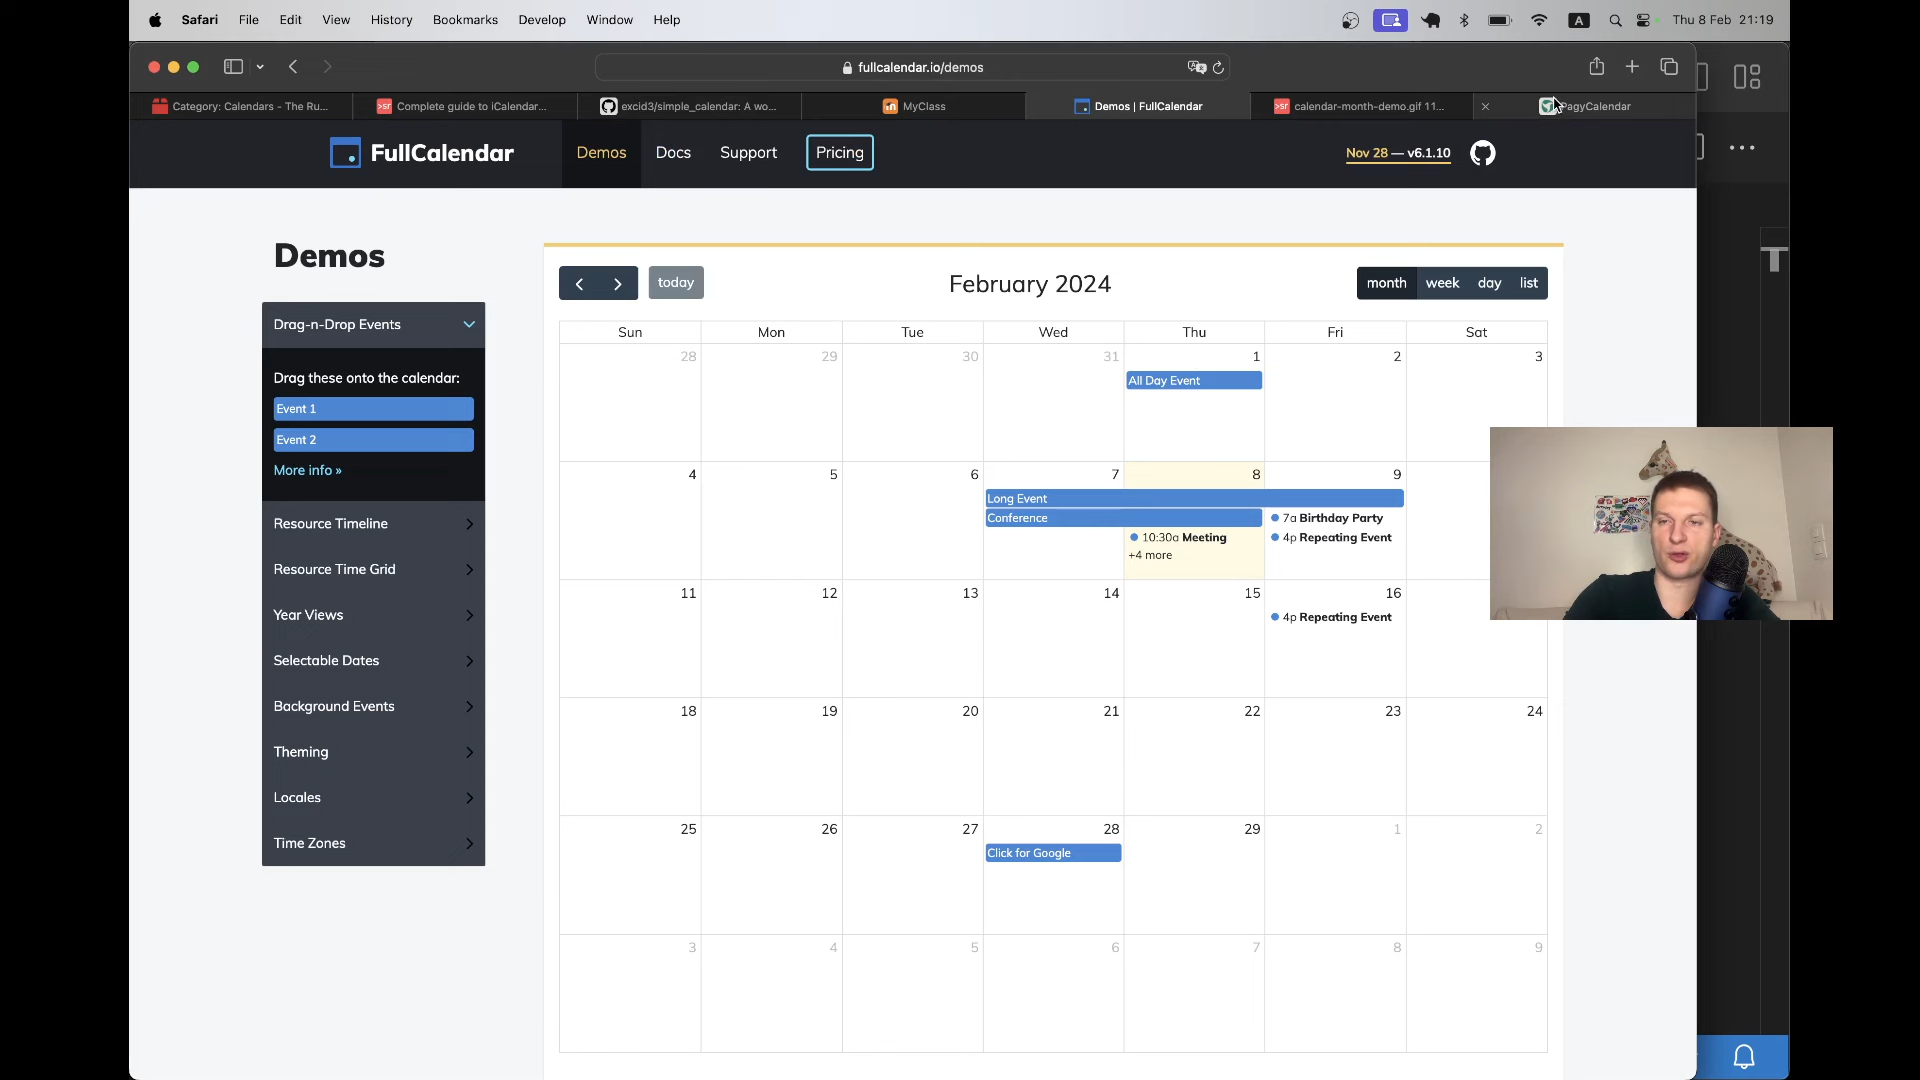 Safari File Edit View History Bookmarks Develop Window Help
A
Thu 8 Feb 21:19
fullcalendar.io/demos
Category: Calendars - The Ru...
Complete guide to iCalendar...
excid3/simple_calendar: A wo...
MyClass
Demos | FullCalendar
calendar-month-demo.gif 11...
PagyCalendar
FullCalendar
Demos
Docs
Support
Pricing
Nov 28 — v6.1.10
Demos
Drag-n-Drop Events
Drag these onto the calendar:
Event 1
Event 2
More info »
Resource Timeline
Resource Time Grid
Year Views
Selectable Dates
Background Events
Theming
Locales
Time Zones
today
February 2024
month week day list
Sun Mon Tue Wed Thu Fri Sat
28 29 30 31 1 2 3
All Day Event
4 5 6 7 8 9
Long Event
Conference
7a Birthday Party
10:30a Meeting
4p Repeating Event
+4 more
11 12 13 14 15 16
4p Repeating Event
18 19 20 21 22 23 24
25 26 27 28 29 1 2
Click for Google
3 4 5 6 7 8 9